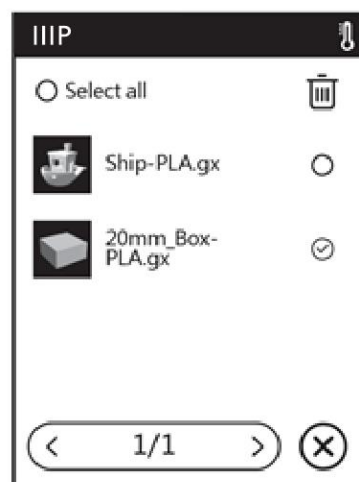 IIIP
Select all
Ship-PLA.gx
20mm_Box-
PLA.gx
1/1